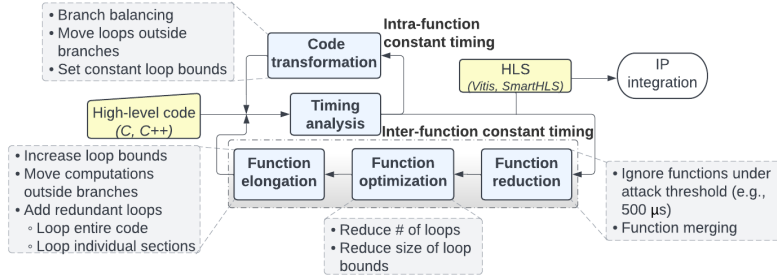 • Branch balancing
• Move loops outside
branches
• Set constant loop bounds
Code
transformation
Intra-function
constant timing
HLS
(Vitis, SmartHLS)
IP
integration
High-level code
(C, C++)
Timing
analysis
Inter-function constant timing
• Increase loop bounds
• Move computations
outside branches
• Add redundant loops
◦ Loop entire code
◦ Loop individual sections
Function
elongation
Function
optimization
Function
reduction
• Ignore functions under
attack threshold (e.g.,
500 µs)
• Function merging
• Reduce # of loops
• Reduce size of loop
bounds